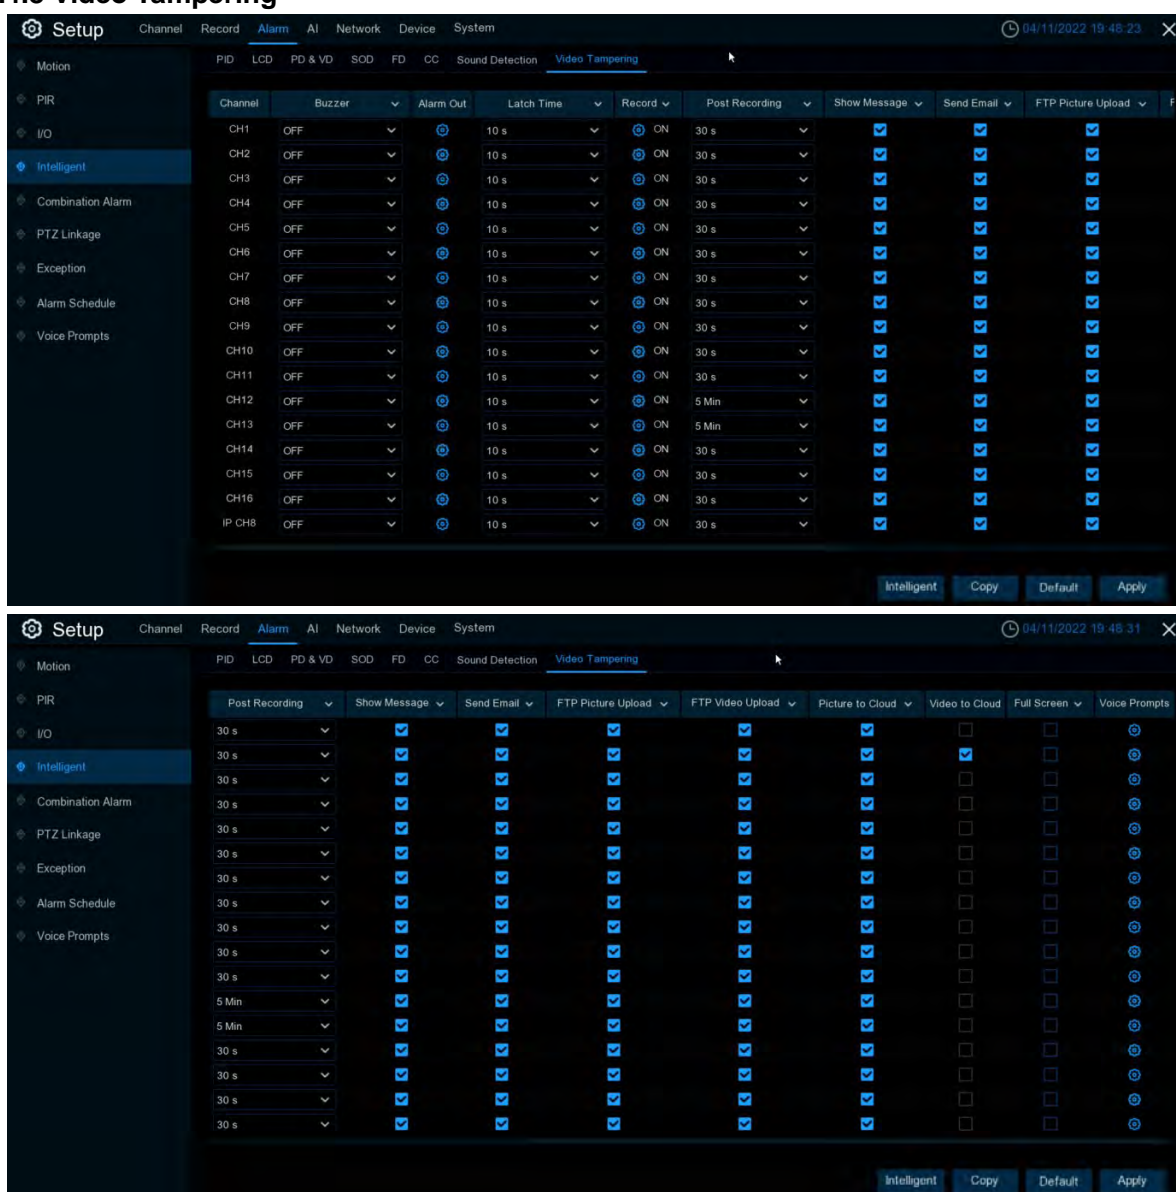 The Video Tampering
Setup Channel Record Alarm AI Network Device System 04/11/2022 19:48:23
Motion PID LCD PD & VD SOD FD CC Sound Detection Video Tampering
PIR Channel Buzzer Alarm Out Latch Time Record Post Recording Show Message Send Email FTP Picture Upload F
I/O
Intelligent
Combination Alarm
PTZ Linkage
Exception
Alarm Schedule
Voice Prompts
CH1 OFF 10 s ON 30 s
CH2 OFF 10 s ON 30 s
CH3 OFF 10 s ON 30 s
CH4 OFF 10 s ON 30 s
CH5 OFF 10 s ON 30 s
CH6 OFF 10 s ON 30 s
CH7 OFF 10 s ON 30 s
CH8 OFF 10 s ON 30 s
CH9 OFF 10 s ON 30 s
CH10 OFF 10 s ON 30 s
CH11 OFF 10 s ON 30 s
CH12 OFF 10 s ON 5 Min
CH13 OFF 10 s ON 5 Min
CH14 OFF 10 s ON 30 s
CH15 OFF 10 s ON 30 s
CH16 OFF 10 s ON 30 s
IP CH8 OFF 10 s ON 30 s
Intelligent Copy Default Apply
Setup Channel Record Alarm AI Network Device System 04/11/2022 19:48:31
Motion PID LCD PD & VD SOD FD CC Sound Detection Video Tampering
PIR Post Recording Show Message Send Email FTP Picture Upload FTP Video Upload Picture to Cloud Video to Cloud Full Screen Voice Prompts
I/O
Intelligent
Combination Alarm
PTZ Linkage
Exception
Alarm Schedule
Voice Prompts
30 s
30 s
30 s
30 s
30 s
30 s
30 s
30 s
30 s
30 s
30 s
5 Min
5 Min
30 s
30 s
30 s
30 s
Intelligent Copy Default Apply